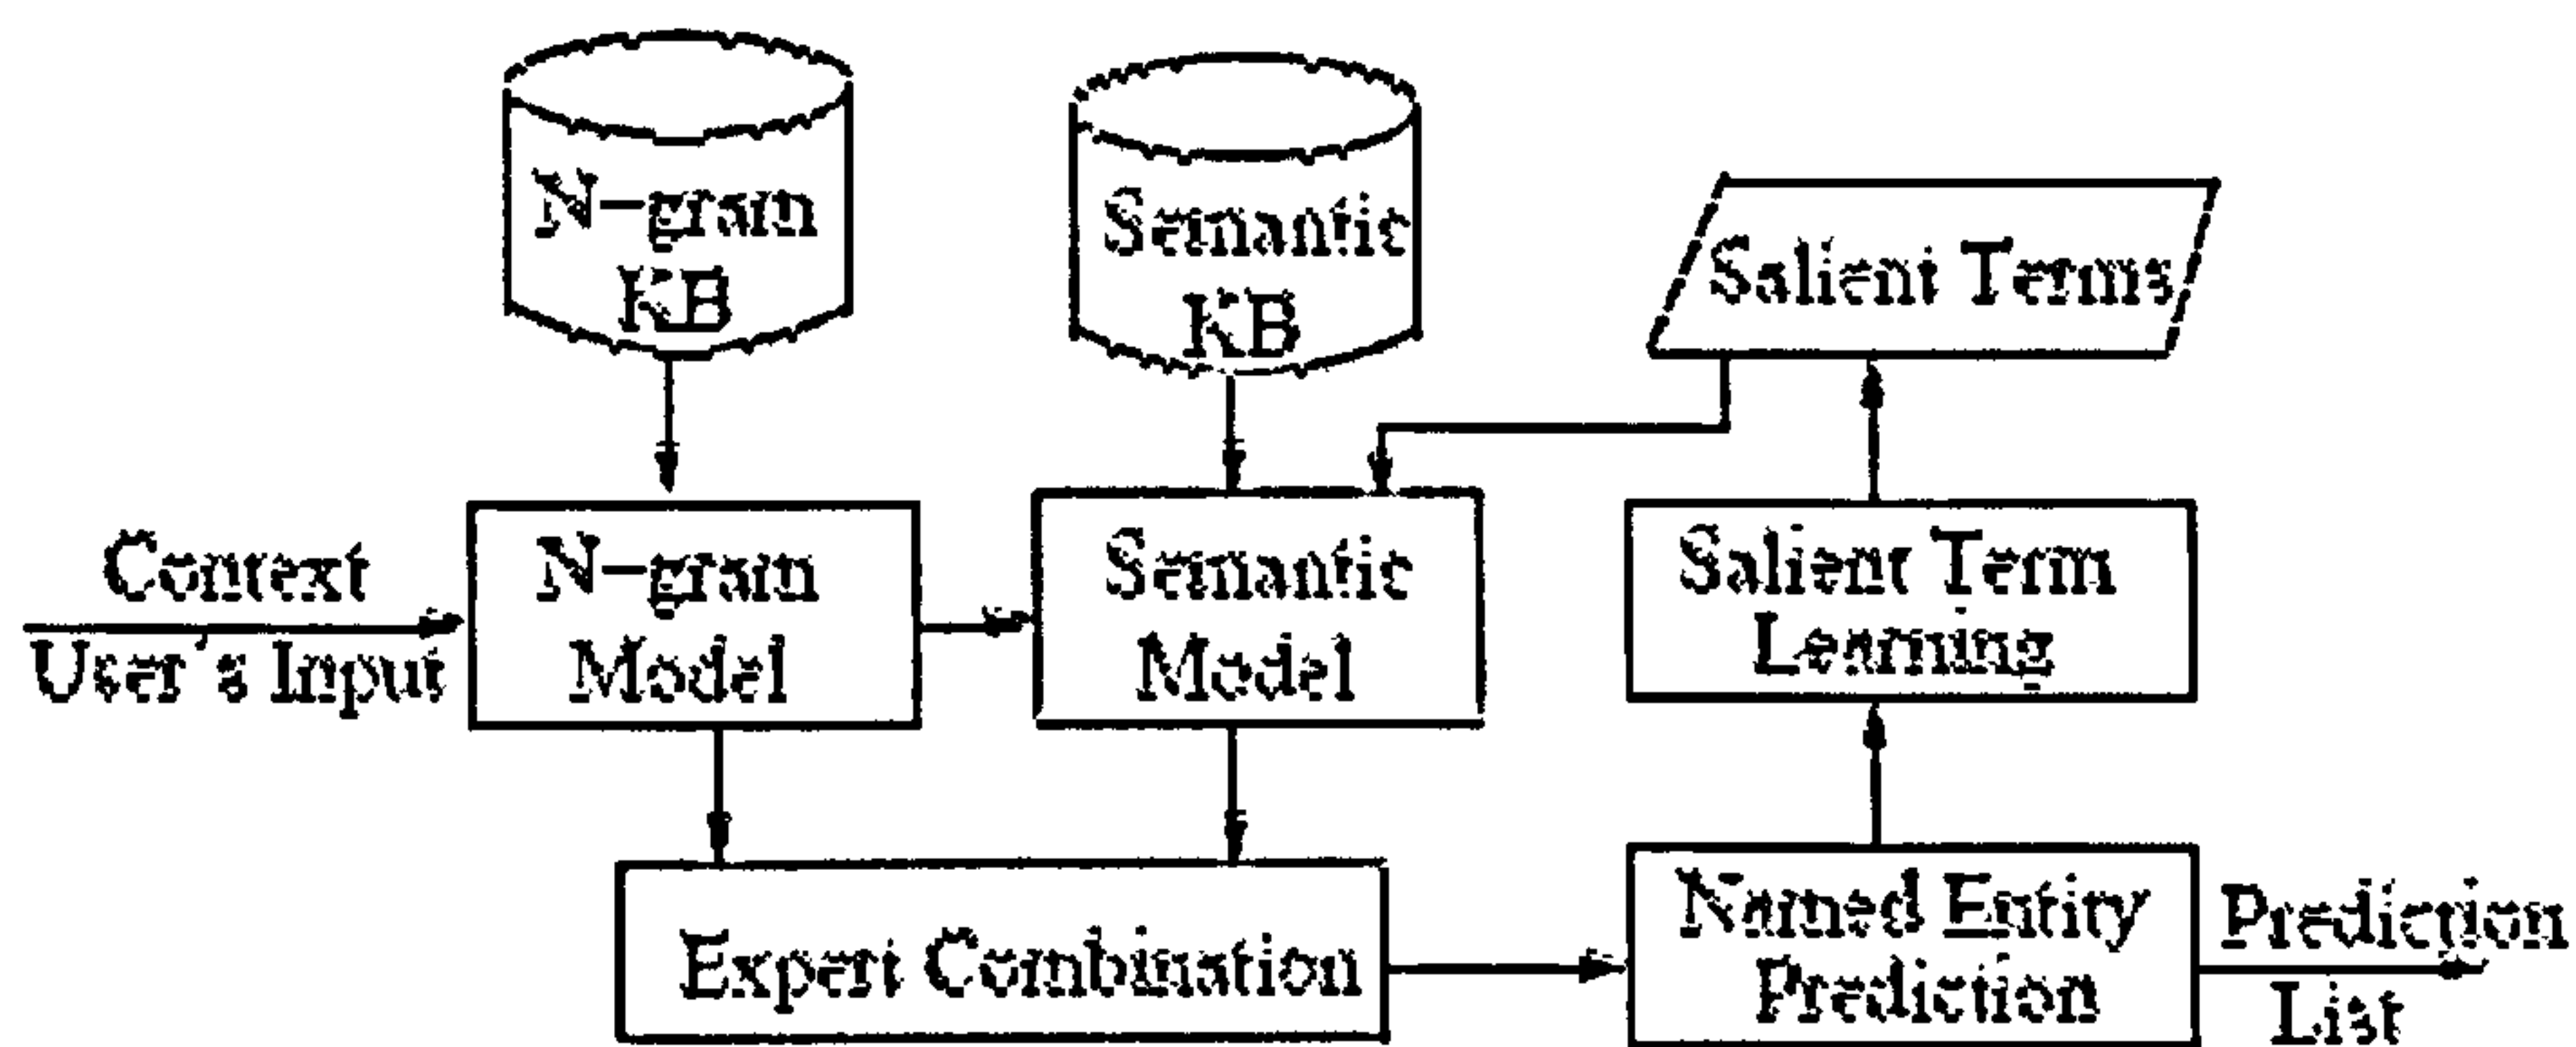 N-gram
KB
Semantic
KB
Salient Terms
Context
User's Input
N-gram
Model
Semantic
Model
Salient Term
Learning
Expert Combination
Named Entity
Prediction
Prediction
List